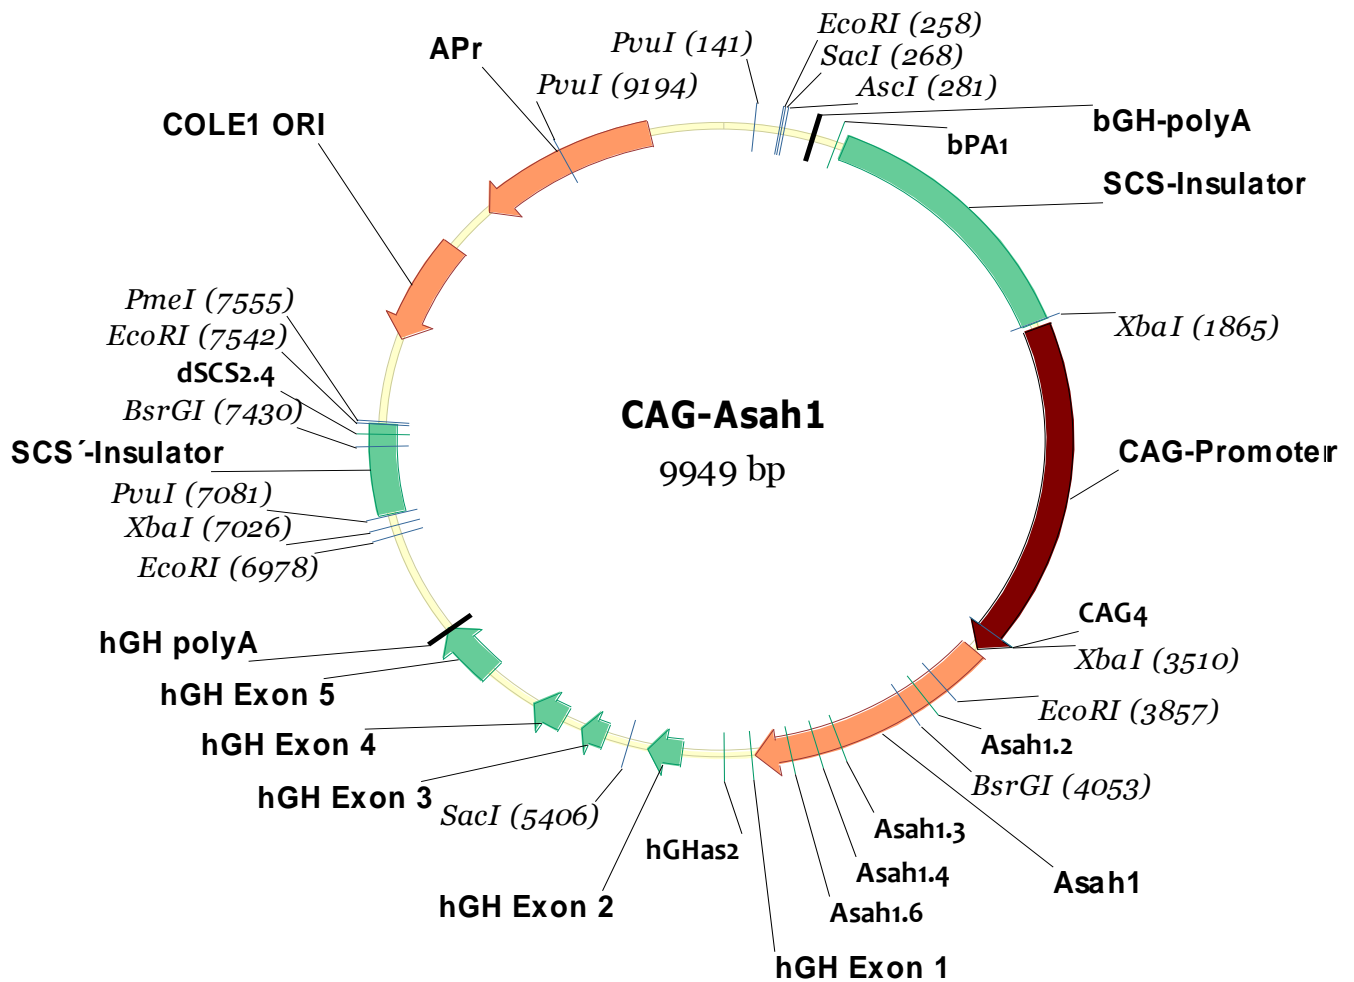 APr
PvuI (141)
EcoRI (258)
SacI (268)
PvuI (9194)
AscI (281)
COLE1 ORI
bGH-polyA
bPA1
SCS-Insulator
PmeI (7555)
EcoRI (7542)
XbaI (1865)
dSCS2.4
BsrGI (7430)
CAG-Asah1
SCS´-Insulator
CAG-Promoter
9949 bp
PvuI (7081)
XbaI (7026)
EcoRI (6978)
CAG4
hGH polyA
XbaI (3510)
hGH Exon 5
EcoRI (3857)
hGH Exon 4
Asah1.2
BsrGI (4053)
hGH Exon 3
SacI (5406)
Asah1.3
hGHas2
Asah1.4
Asah1
hGH Exon 2
Asah1.6
hGH Exon 1